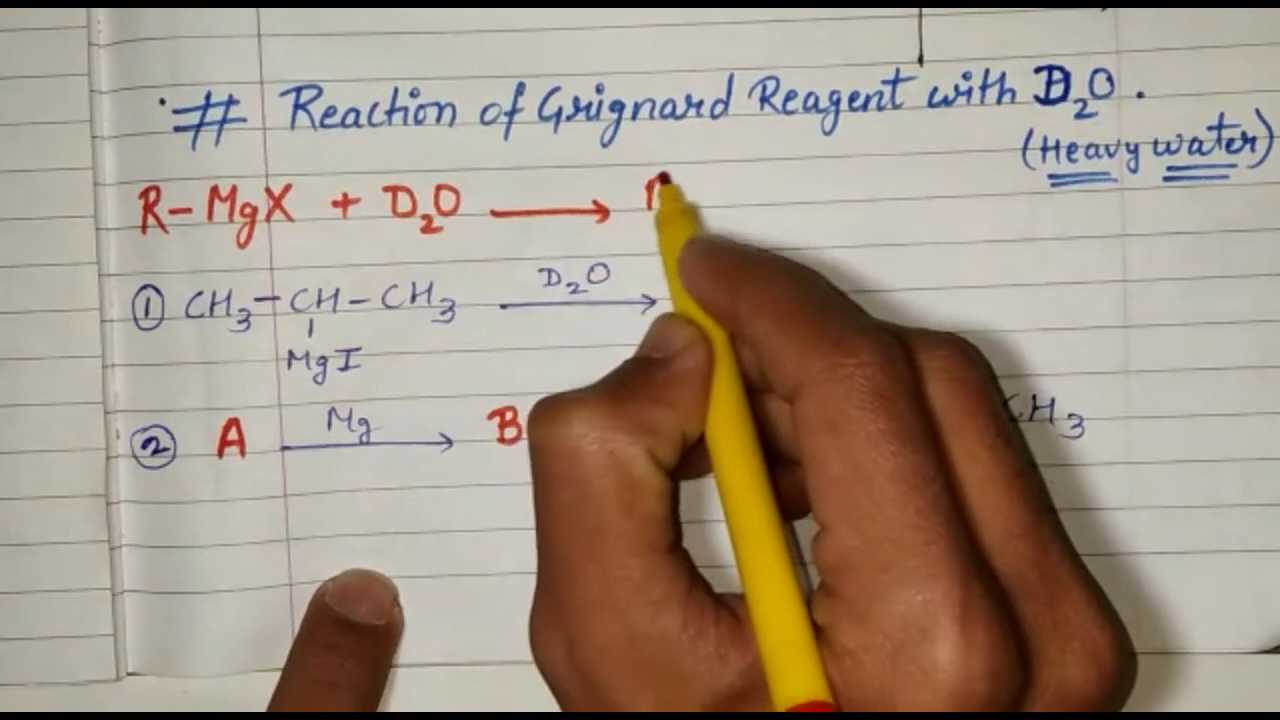 # Reaction of Grignard Reagent with D₂O.
(Heavy water)
R-MgX + D₂O →
① CH₃-CH-CH₃ D₂O →
MgI
② A Mg → B CH₃